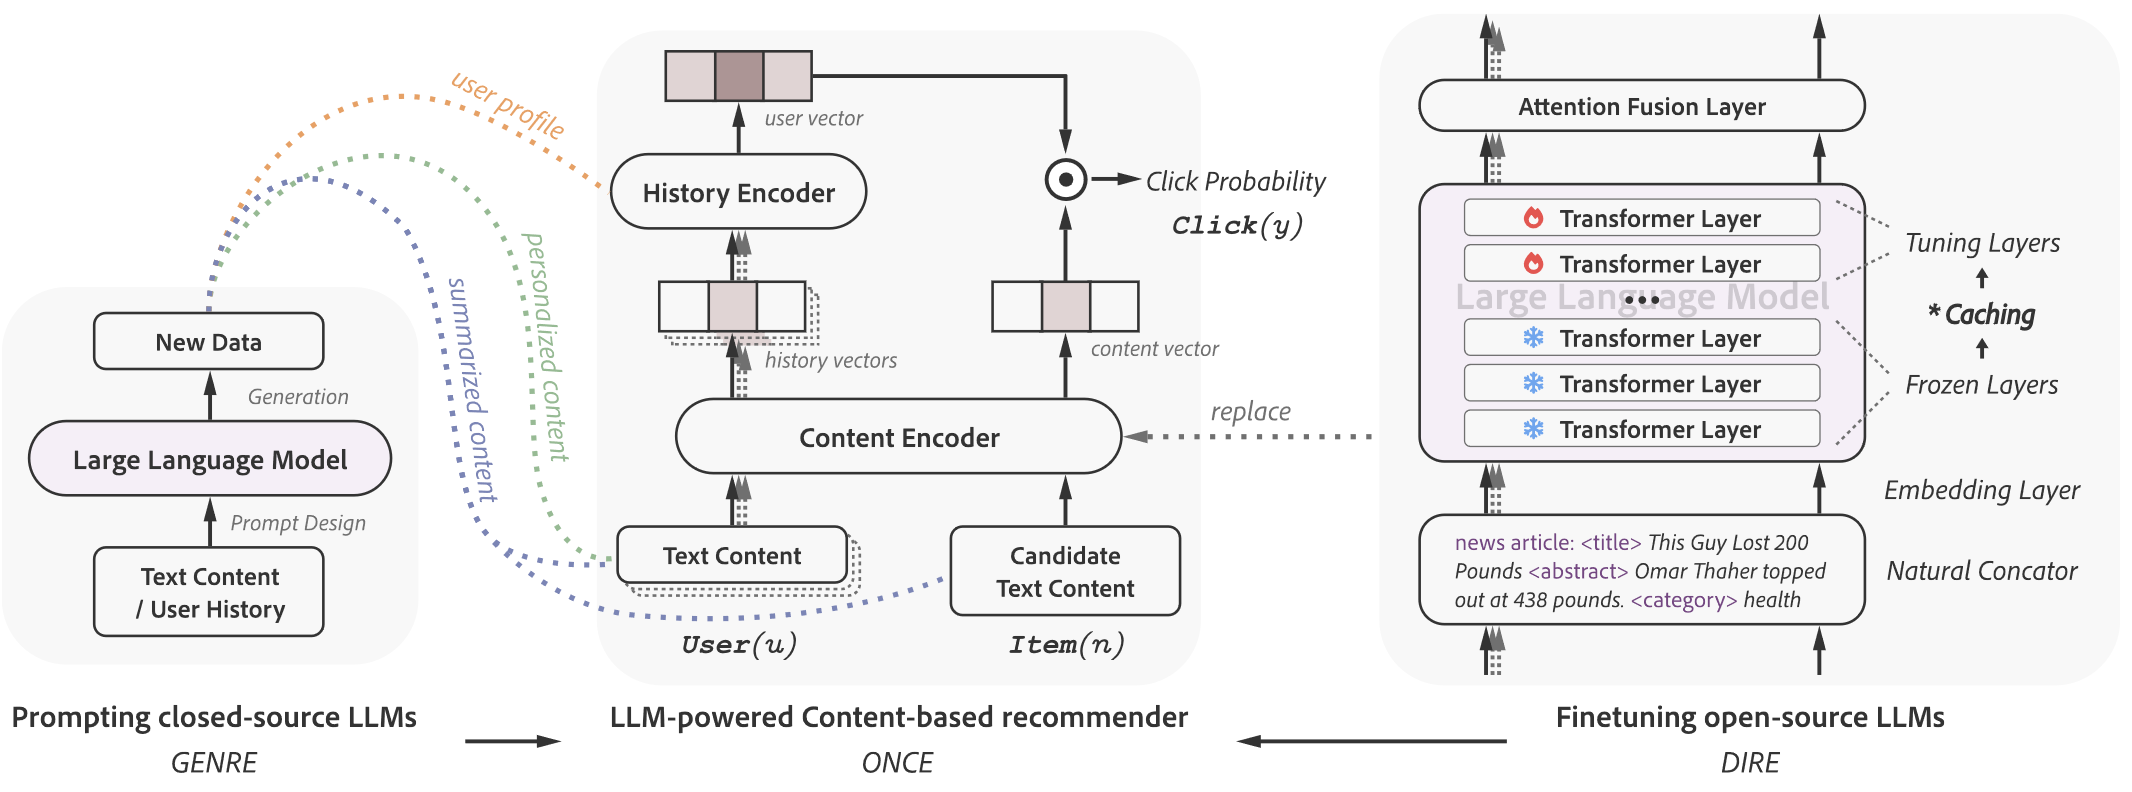 New Data
Generation
Large Language Model
Prompt Design
Text Content
/ User History
Prompting closed-source LLMs
GENRE
user profile
personalized content
summarized content
user vector
History Encoder
Click Probability
Click(y)
history vectors
content vector
Content Encoder
replace
Text Content
Candidate
Text Content
User(u)
Item(n)
LLM-powered Content-based recommender
ONCE
Attention Fusion Layer
Transformer Layer
Transformer Layer
Large Language Model
...
Transformer Layer
Transformer Layer
Transformer Layer
Tuning Layers
* Caching
Frozen Layers
Embedding Layer
news article: <title> This Guy Lost 200
Pounds <abstract> Omar Thaher topped
out at 438 pounds. <category> health
Natural Concator
Finetuning open-source LLMs
DIRE